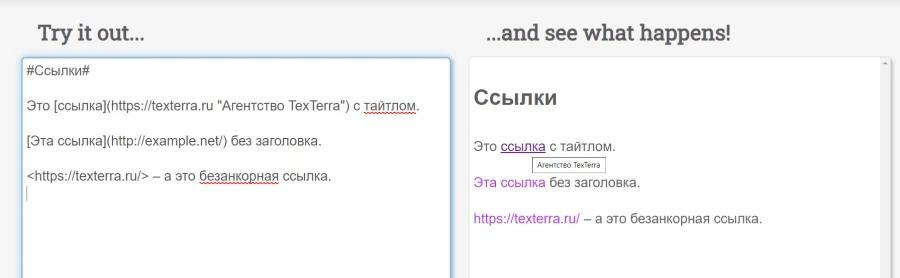 Try it out...
#Ссылки#
Это [ссылка](https://texterra.ru "Агентство TexTerra") с тайтлом.
[Эта ссылка](http://example.net/) без заголовка.
<https://texterra.ru/> – а это безанкорная ссылка.
...and see what happens!
Ссылки
Это ссылка с тайтлом.
Агентство TexTerra
Эта ссылка без заголовка.
https://texterra.ru/ – а это безанкорная ссылка.